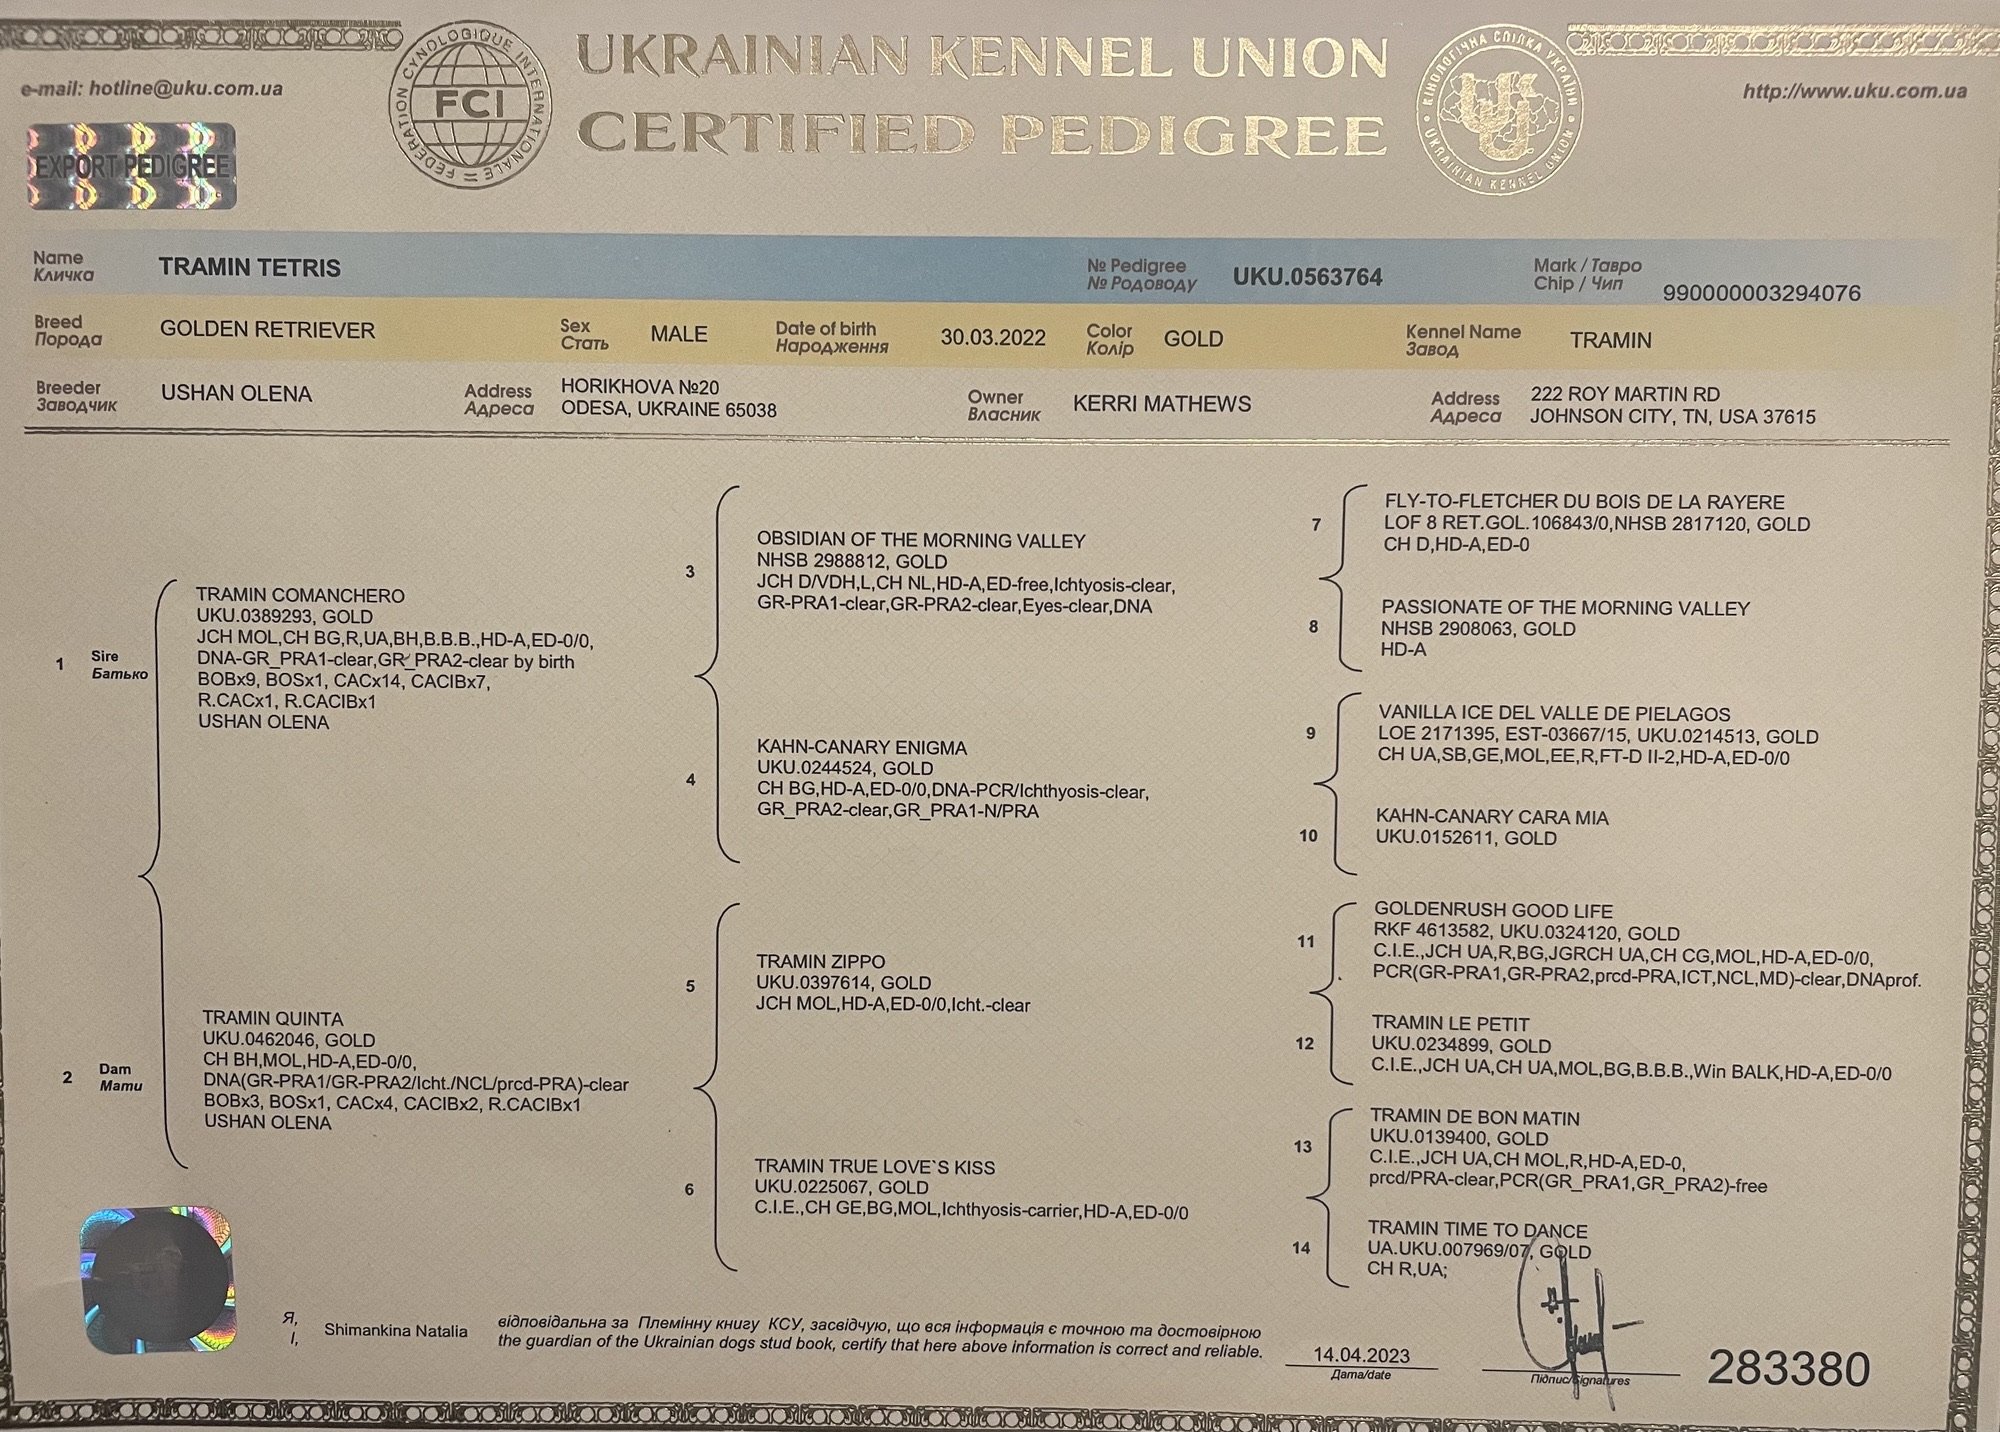 UKRAINIAN KENNEL UNION
CERTIFIED PEDIGREE
e-mail: hotline@uku.com.ua
http://www.uku.com.ua
FEDERATION CYNOLOGIQUE INTERNATIONALE
FCI
КІНОЛОГІЧНА СПІЛКА УКРАЇНИ
UKRAINIAN KENNEL UNION
EXPORT PEDIGREE
Name TRAMIN TETRIS № Pedigree UKU.0563764 Mark / Тавро
Кличка № Родоводу Chip / Чип 990000003294076
Breed GOLDEN RETRIEVER Sex MALE Date of birth 30.03.2022 Color GOLD Kennel Name TRAMIN
Порода Стать Народження Колір Завод
Breeder USHAN OLENA Address HORIKHOVA №20 Owner KERRI MATHEWS Address 222 ROY MARTIN RD
Заводчик Адреса ODESA, UKRAINE 65038 Власник Адреса JOHNSON CITY, TN, USA 37615
1 Sire
Батько
TRAMIN COMANCHERO
UKU.0389293, GOLD
JCH MOL,CH BG,R,UA,BH,B.B.B.,HD-A,ED-0/0,
DNA-GR_PRA1-clear,GR_PRA2-clear by birth
BOBx9, BOSx1, CACx14, CACIBx7,
R.CACx1, R.CACIBx1
USHAN OLENA
2 Dam
Мати
TRAMIN QUINTA
UKU.0462046, GOLD
CH BH,MOL,HD-A,ED-0/0,
DNA(GR-PRA1/GR-PRA2/Icht./NCL/prcd-PRA)-clear
BOBx3, BOSx1, CACx4, CACIBx2, R.CACIBx1
USHAN OLENA
3
OBSIDIAN OF THE MORNING VALLEY
NHSB 2988812, GOLD
JCH D/VDH,L,CH NL,HD-A,ED-free,Ichtyosis-clear,
GR-PRA1-clear,GR-PRA2-clear,Eyes-clear,DNA
4
KAHN-CANARY ENIGMA
UKU.0244524, GOLD
CH BG,HD-A,ED-0/0,DNA-PCR/Ichthyosis-clear,
GR_PRA2-clear,GR_PRA1-N/PRA
5
TRAMIN ZIPPO
UKU.0397614, GOLD
JCH MOL,HD-A,ED-0/0,Icht.-clear
6
TRAMIN TRUE LOVE`S KISS
UKU.0225067, GOLD
C.I.E.,CH GE,BG,MOL,Ichthyosis-carrier,HD-A,ED-0/0
7
FLY-TO-FLETCHER DU BOIS DE LA RAYERE
LOF 8 RET.GOL.106843/0,NHSB 2817120, GOLD
CH D,HD-A,ED-0
8
PASSIONATE OF THE MORNING VALLEY
NHSB 2908063, GOLD
HD-A
9
VANILLA ICE DEL VALLE DE PIELAGOS
LOE 2171395, EST-03667/15, UKU.0214513, GOLD
CH UA,SB,GE,MOL,EE,R,FT-D II-2,HD-A,ED-0/0
10
KAHN-CANARY CARA MIA
UKU.0152611, GOLD
11
GOLDENRUSH GOOD LIFE
RKF 4613582, UKU.0324120, GOLD
C.I.E.,JCH UA,R,BG,JGRCH UA,CH CG,MOL,HD-A,ED-0/0,
PCR(GR-PRA1,GR-PRA2,prcd-PRA,ICT,NCL,MD)-clear,DNAprof.
12
TRAMIN LE PETIT
UKU.0234899, GOLD
C.I.E.,JCH UA,CH UA,MOL,BG,B.B.B.,Win BALK,HD-A,ED-0/0
13
TRAMIN DE BON MATIN
UKU.0139400, GOLD
C.I.E.,JCH UA,CH MOL,R,HD-A,ED-0,
prcd/PRA-clear,PCR(GR_PRA1,GR_PRA2)-free
14
TRAMIN TIME TO DANCE
UA.UKU.007969/07, GOLD
CH R,UA;
Я, Shimankina Natalia відповідальна за Племінну книгу КСУ, засвідчую, що вся інформація є точною та достовірною
I, the guardian of the Ukrainian dogs stud book, certify that here above information is correct and reliable.
14.04.2023
Дата/date
Підпис/Signatures
283380